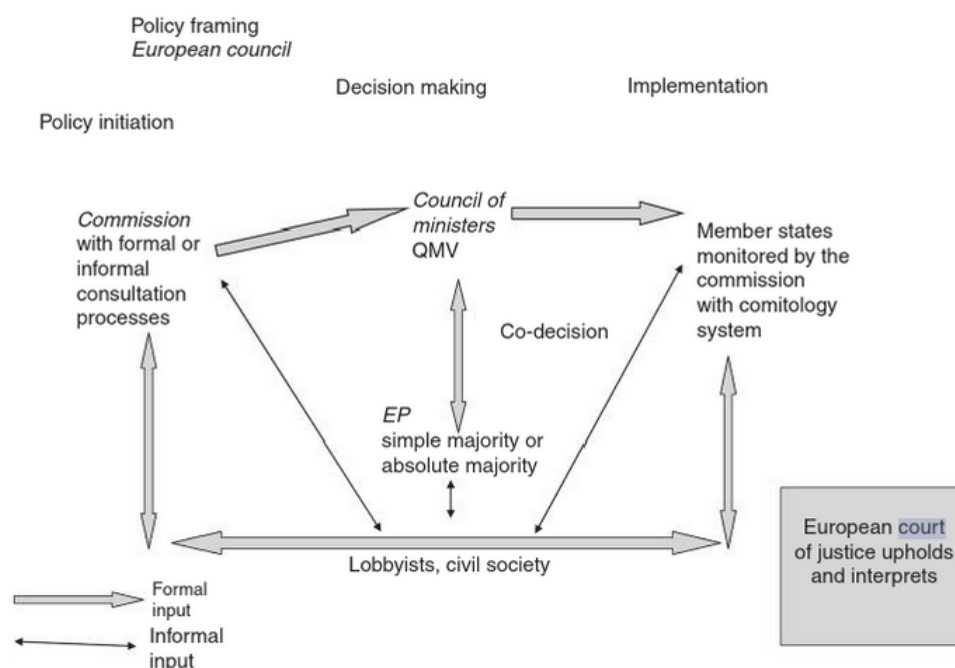 Policy framing
European council
Decision making
Implementation
Policy initiation
Commission
with formal or
informal
consultation
processes
Council of
ministers
QMV
Member states
monitored by the
commission
with comitology
system
Co-decision
EP
simple majority or
absolute majority
Lobbyists, civil society
European court
of justice upholds
and interprets
Formal
input
Informal
input